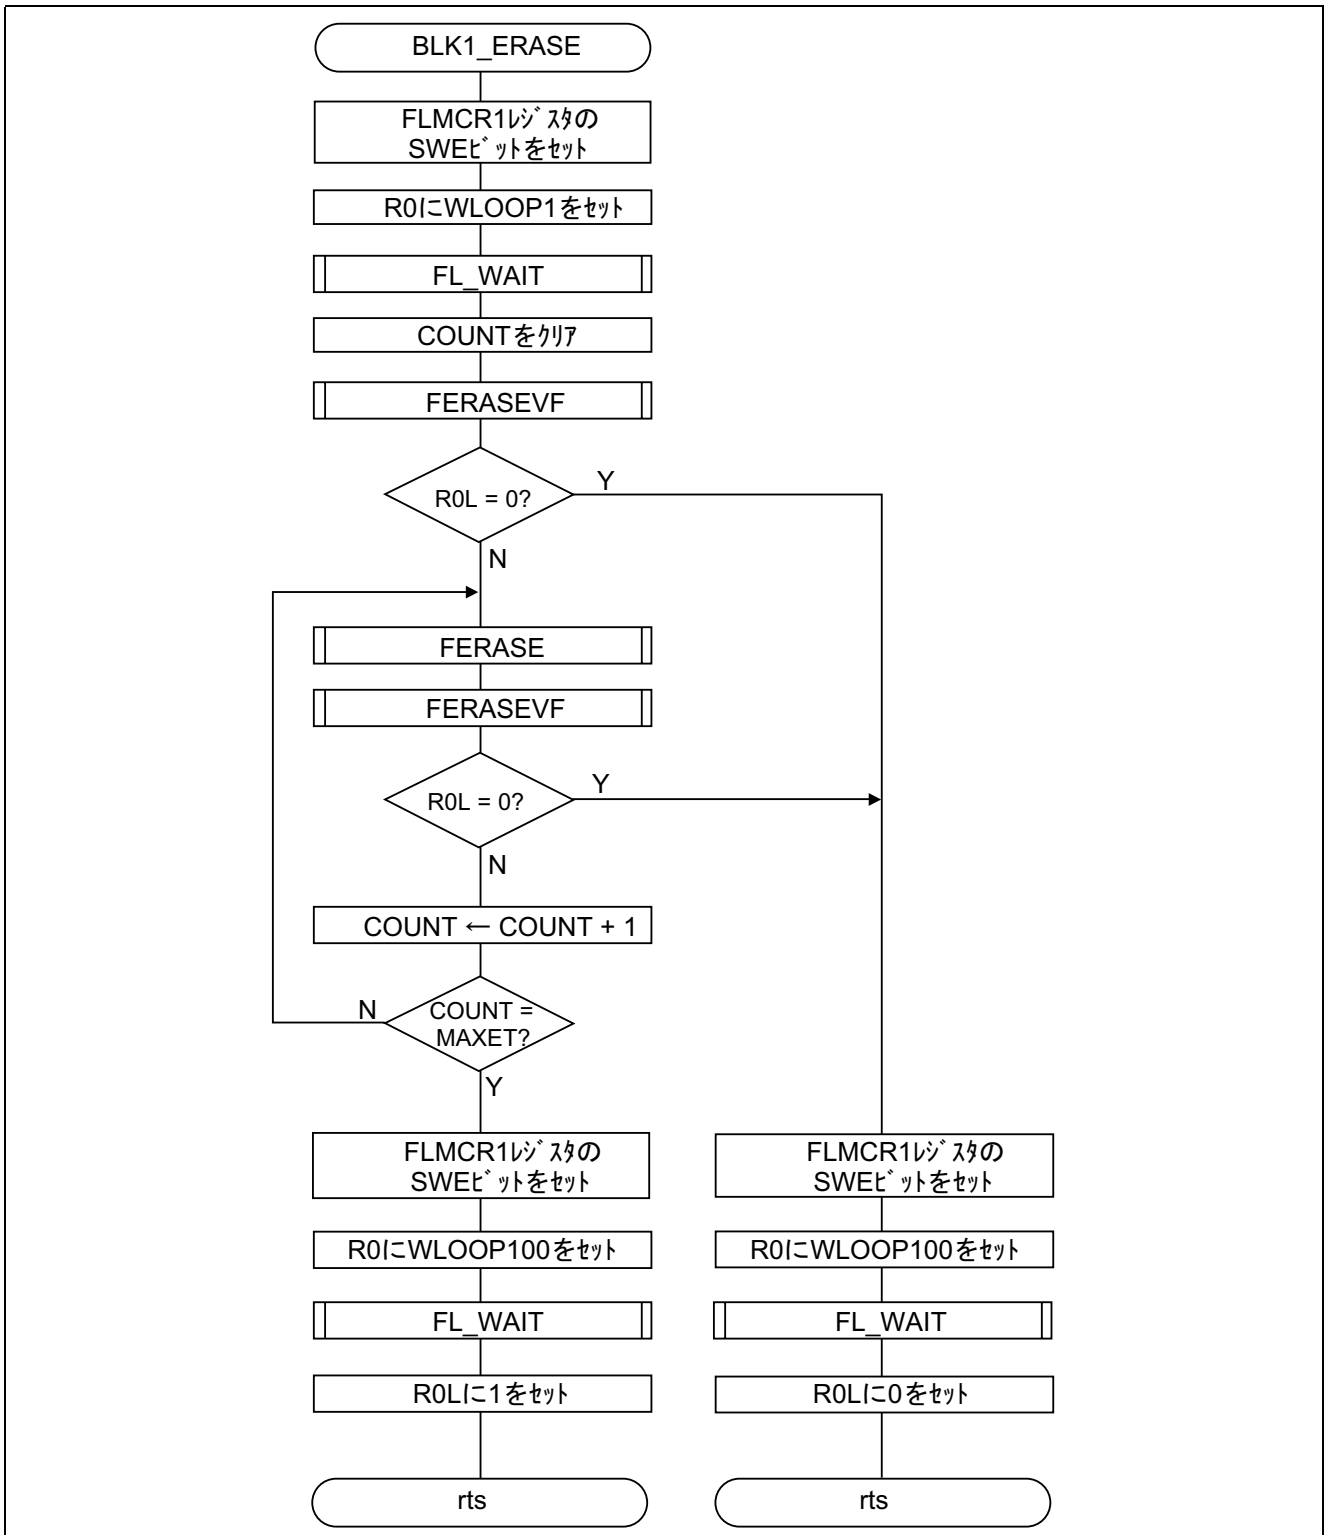 BLK1_ERASE
FLMCR1ﾚｼﾞｽﾀの
SWEﾋﾞｯﾄをｾｯﾄ
R0にWLOOP1をｾｯﾄ
FL_WAIT
COUNTをｸﾘｱ
FERASEVF
R0L = 0?
Y
N
FERASE
FERASEVF
R0L = 0?
Y
N
COUNT ← COUNT + 1
COUNT =
MAXET?
N
Y
FLMCR1ﾚｼﾞｽﾀの
SWEﾋﾞｯﾄをｾｯﾄ
R0にWLOOP100をｾｯﾄ
FL_WAIT
R0Lに1をｾｯﾄ
rts
FLMCR1ﾚｼﾞｽﾀの
SWEﾋﾞｯﾄをｾｯﾄ
R0にWLOOP100をｾｯﾄ
FL_WAIT
R0Lに0をｾｯﾄ
rts